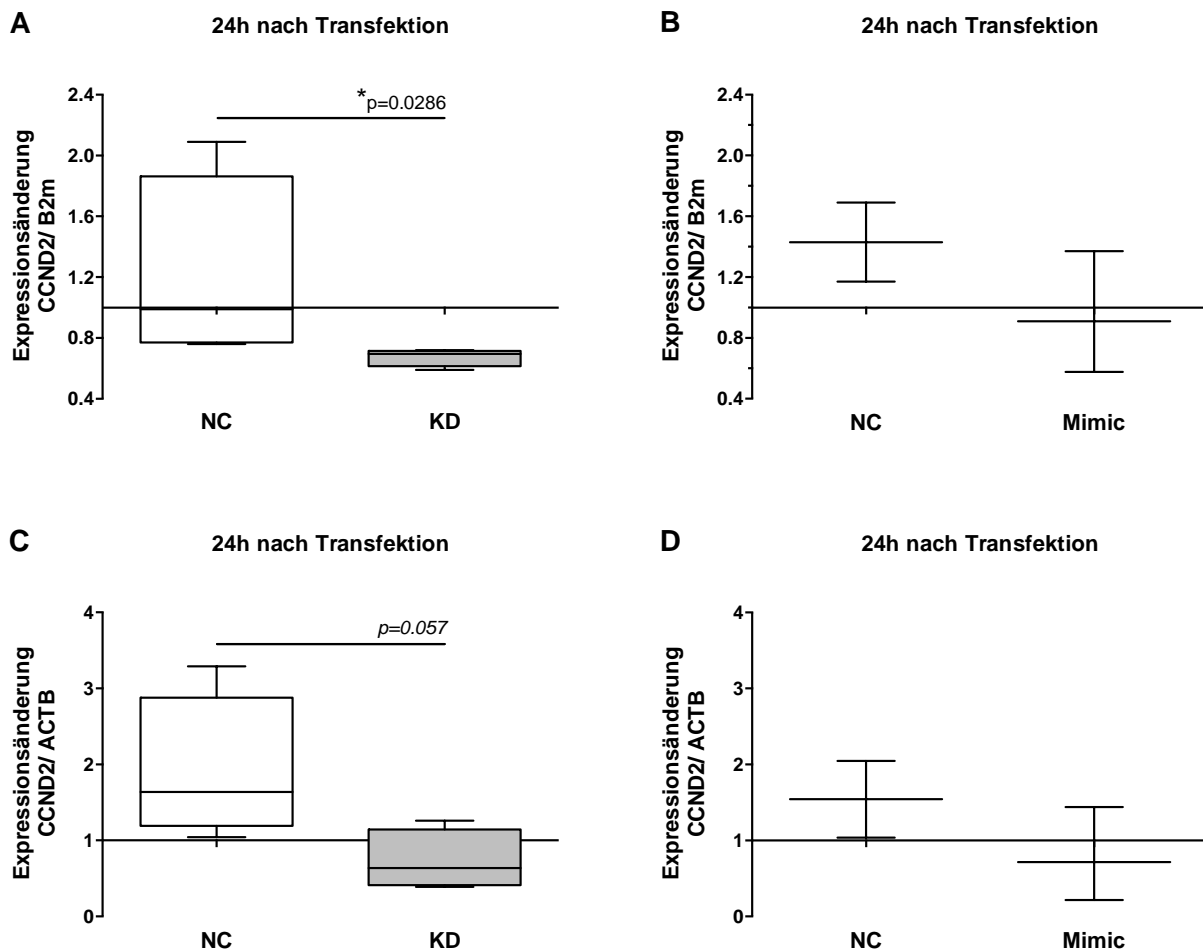 A
24h nach Transfektion
Expressionsänderung
CCND2/ B2m
2.4
2.0
1.6
1.2
0.8
0.4
*p=0.0286
NC
KD
B
24h nach Transfektion
Expressionsänderung
CCND2/ B2m
2.4
2.0
1.6
1.2
0.8
0.4
NC
Mimic
C
24h nach Transfektion
Expressionsänderung
CCND2/ ACTB
4
3
2
1
0
p=0.057
NC
KD
D
24h nach Transfektion
Expressionsänderung
CCND2/ ACTB
4
3
2
1
0
NC
Mimic